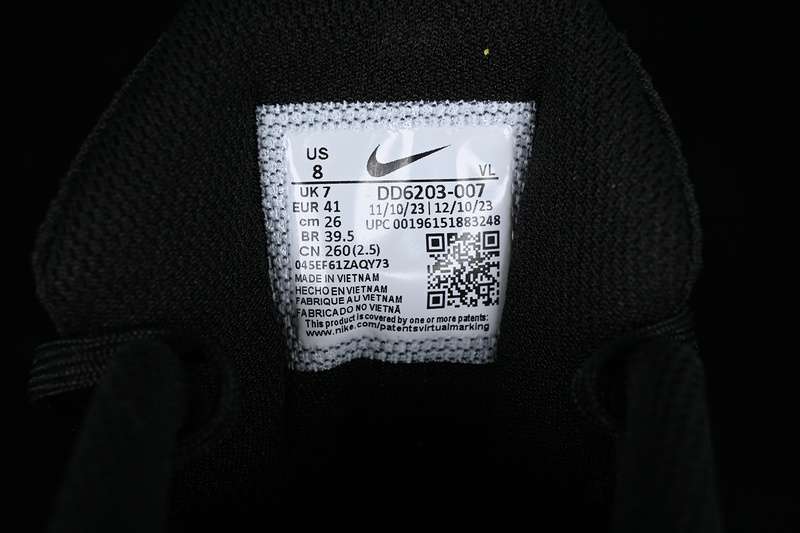 US
8
VL
UK 7
DD6203-007
EUR 41
11/10/23 | 12/10/23
cm 26
UPC 00196151883248
BR 39.5
CN 260(2.5)
045EF61ZAQY73
MADE IN VIETNAM
HECHO EN VIETNAM
FABRIQUE AU VIETNAM
FABRICADO NO VIETNÃ
This product is covered by one or more patents:
www.nike.com/patentsvirtualmarking